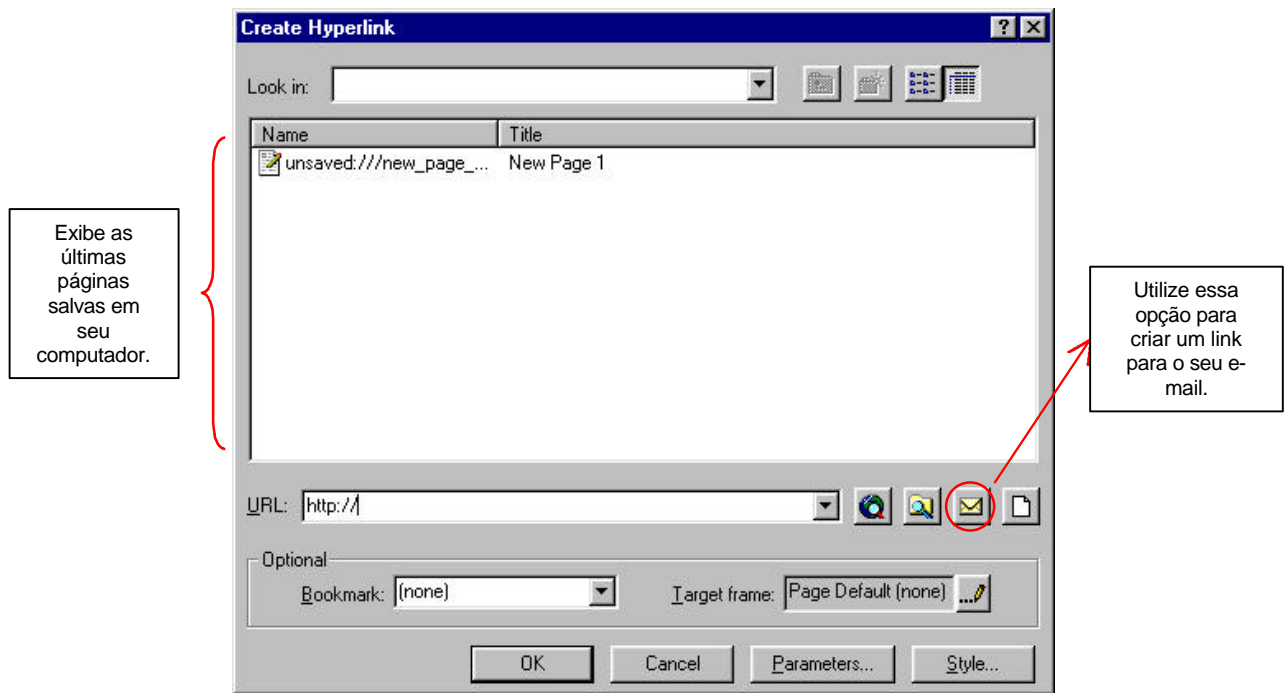 Create Hyperlink
Look in:
Name Title
unsaved:///new_page_... New Page 1
Exibe as
últimas
páginas
salvas em
seu
computador.
Utilize essa
opção para
criar um link
para o seu e-
mail.
URL: http://
Optional
Bookmark: (none) Target frame: Page Default (none)
OK Cancel Parameters... Style...